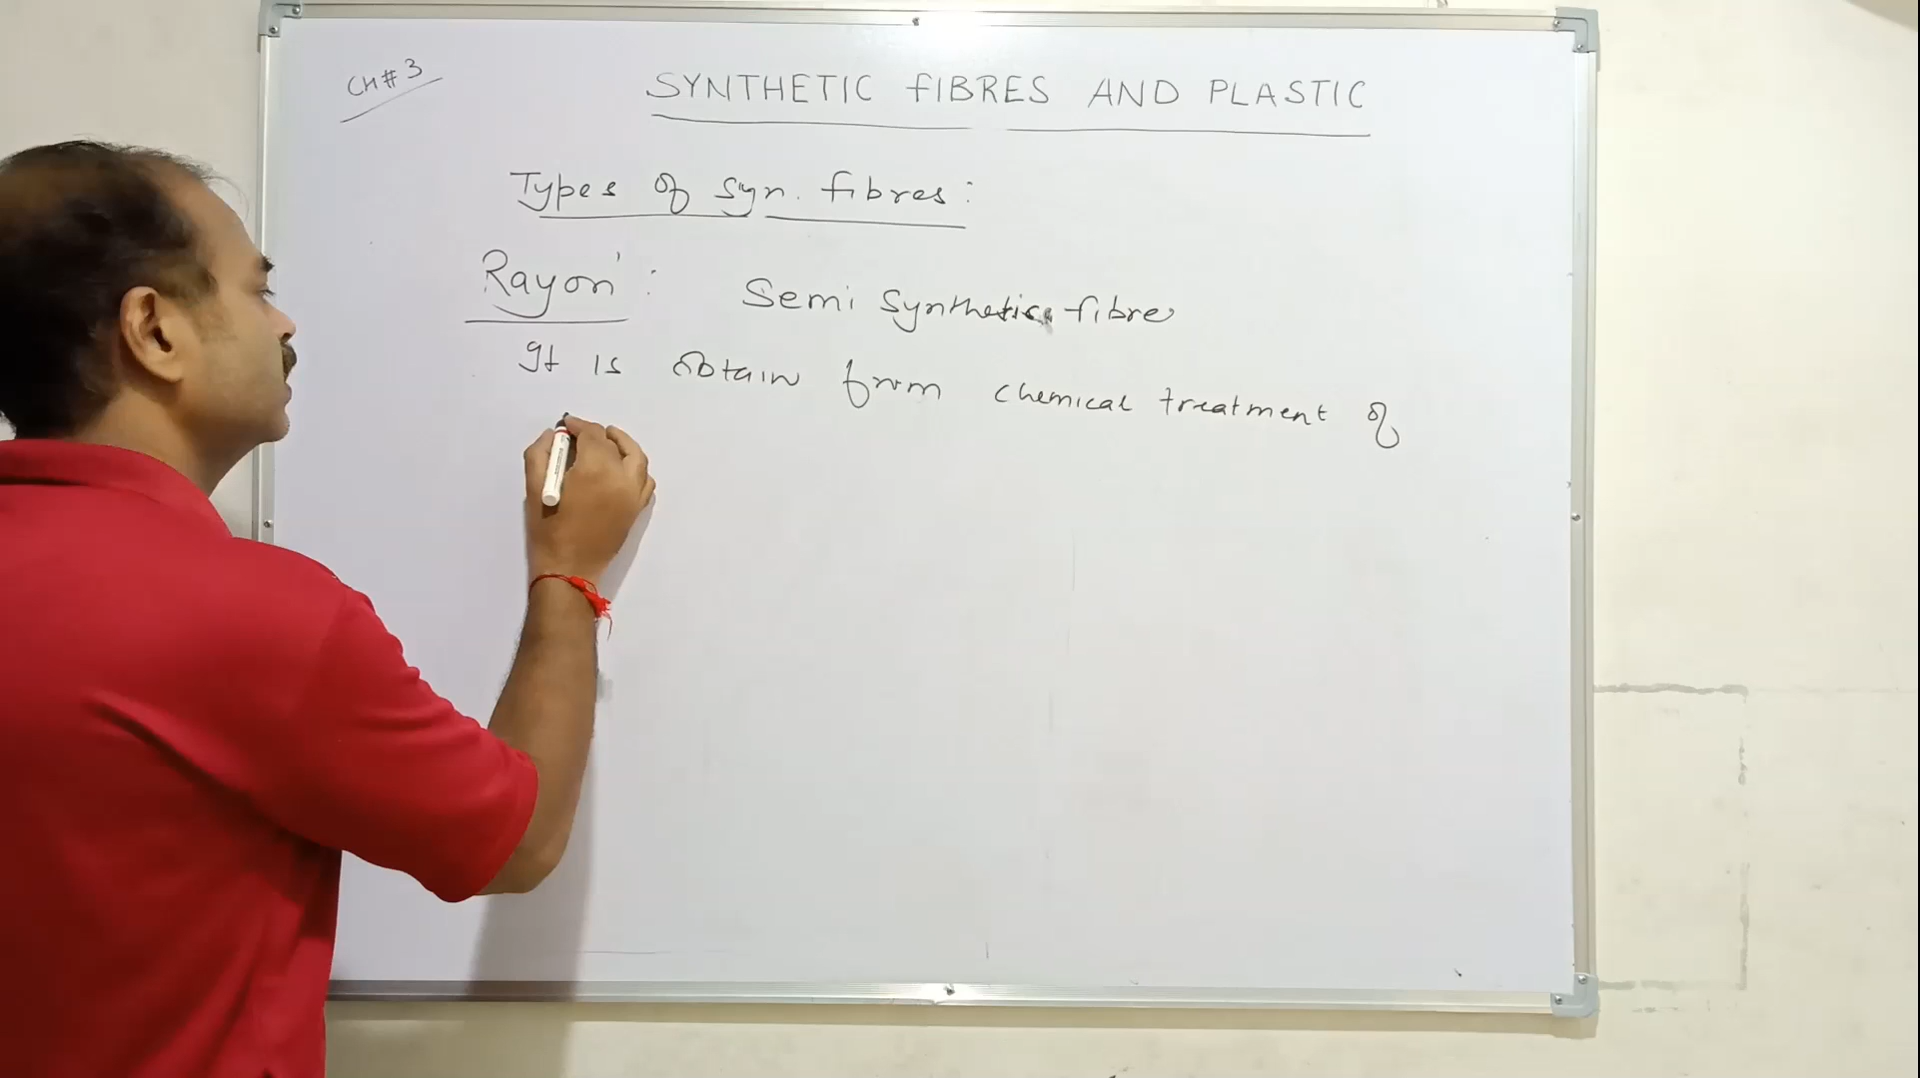 CH# 3
SYNTHETIC FIBRES AND PLASTIC
Types of Syn. fibres:
Rayon: Semi Synthetic fibre
It is obtain from chemical treatment of